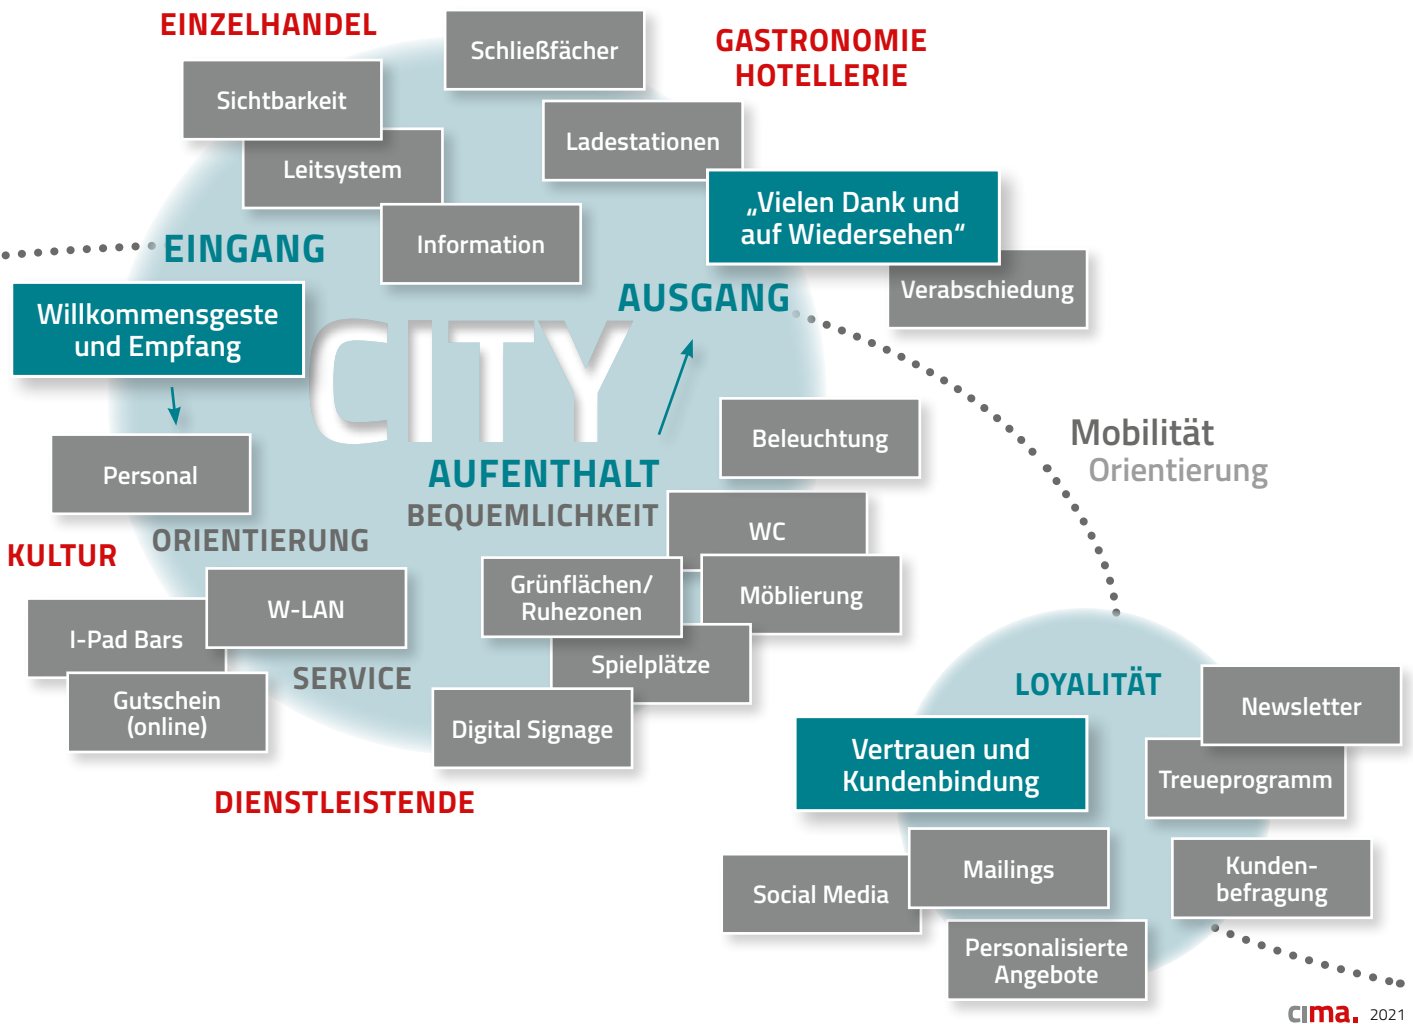 EINZELHANDEL
Schließfächer
GASTRONOMIE
HOTELLERIE
Sichtbarkeit
Ladestationen
Leitsystem
„Vielen Dank und
auf Wiedersehen“
Information
EINGANG
Verabschiedung
AUSGANG
Willkommensgeste
und Empfang
CITY
Mobilität
Orientierung
Beleuchtung
AUFENTHALT
BEQUEMLICHKEIT
Personal
ORIENTIERUNG
KULTUR
WC
Grünflächen/
Ruhezonen
Möblierung
W-LAN
I-Pad Bars
Spielplätze
SERVICE
Gutschein
(online)
Digital Signage
DIENSTLEISTENDE
LOYALITÄT
Newsletter
Vertrauen und
Kundenbindung
Treueprogramm
Mailings
Kunden-
befragung
Social Media
Personalisierte
Angebote
cima. 2021